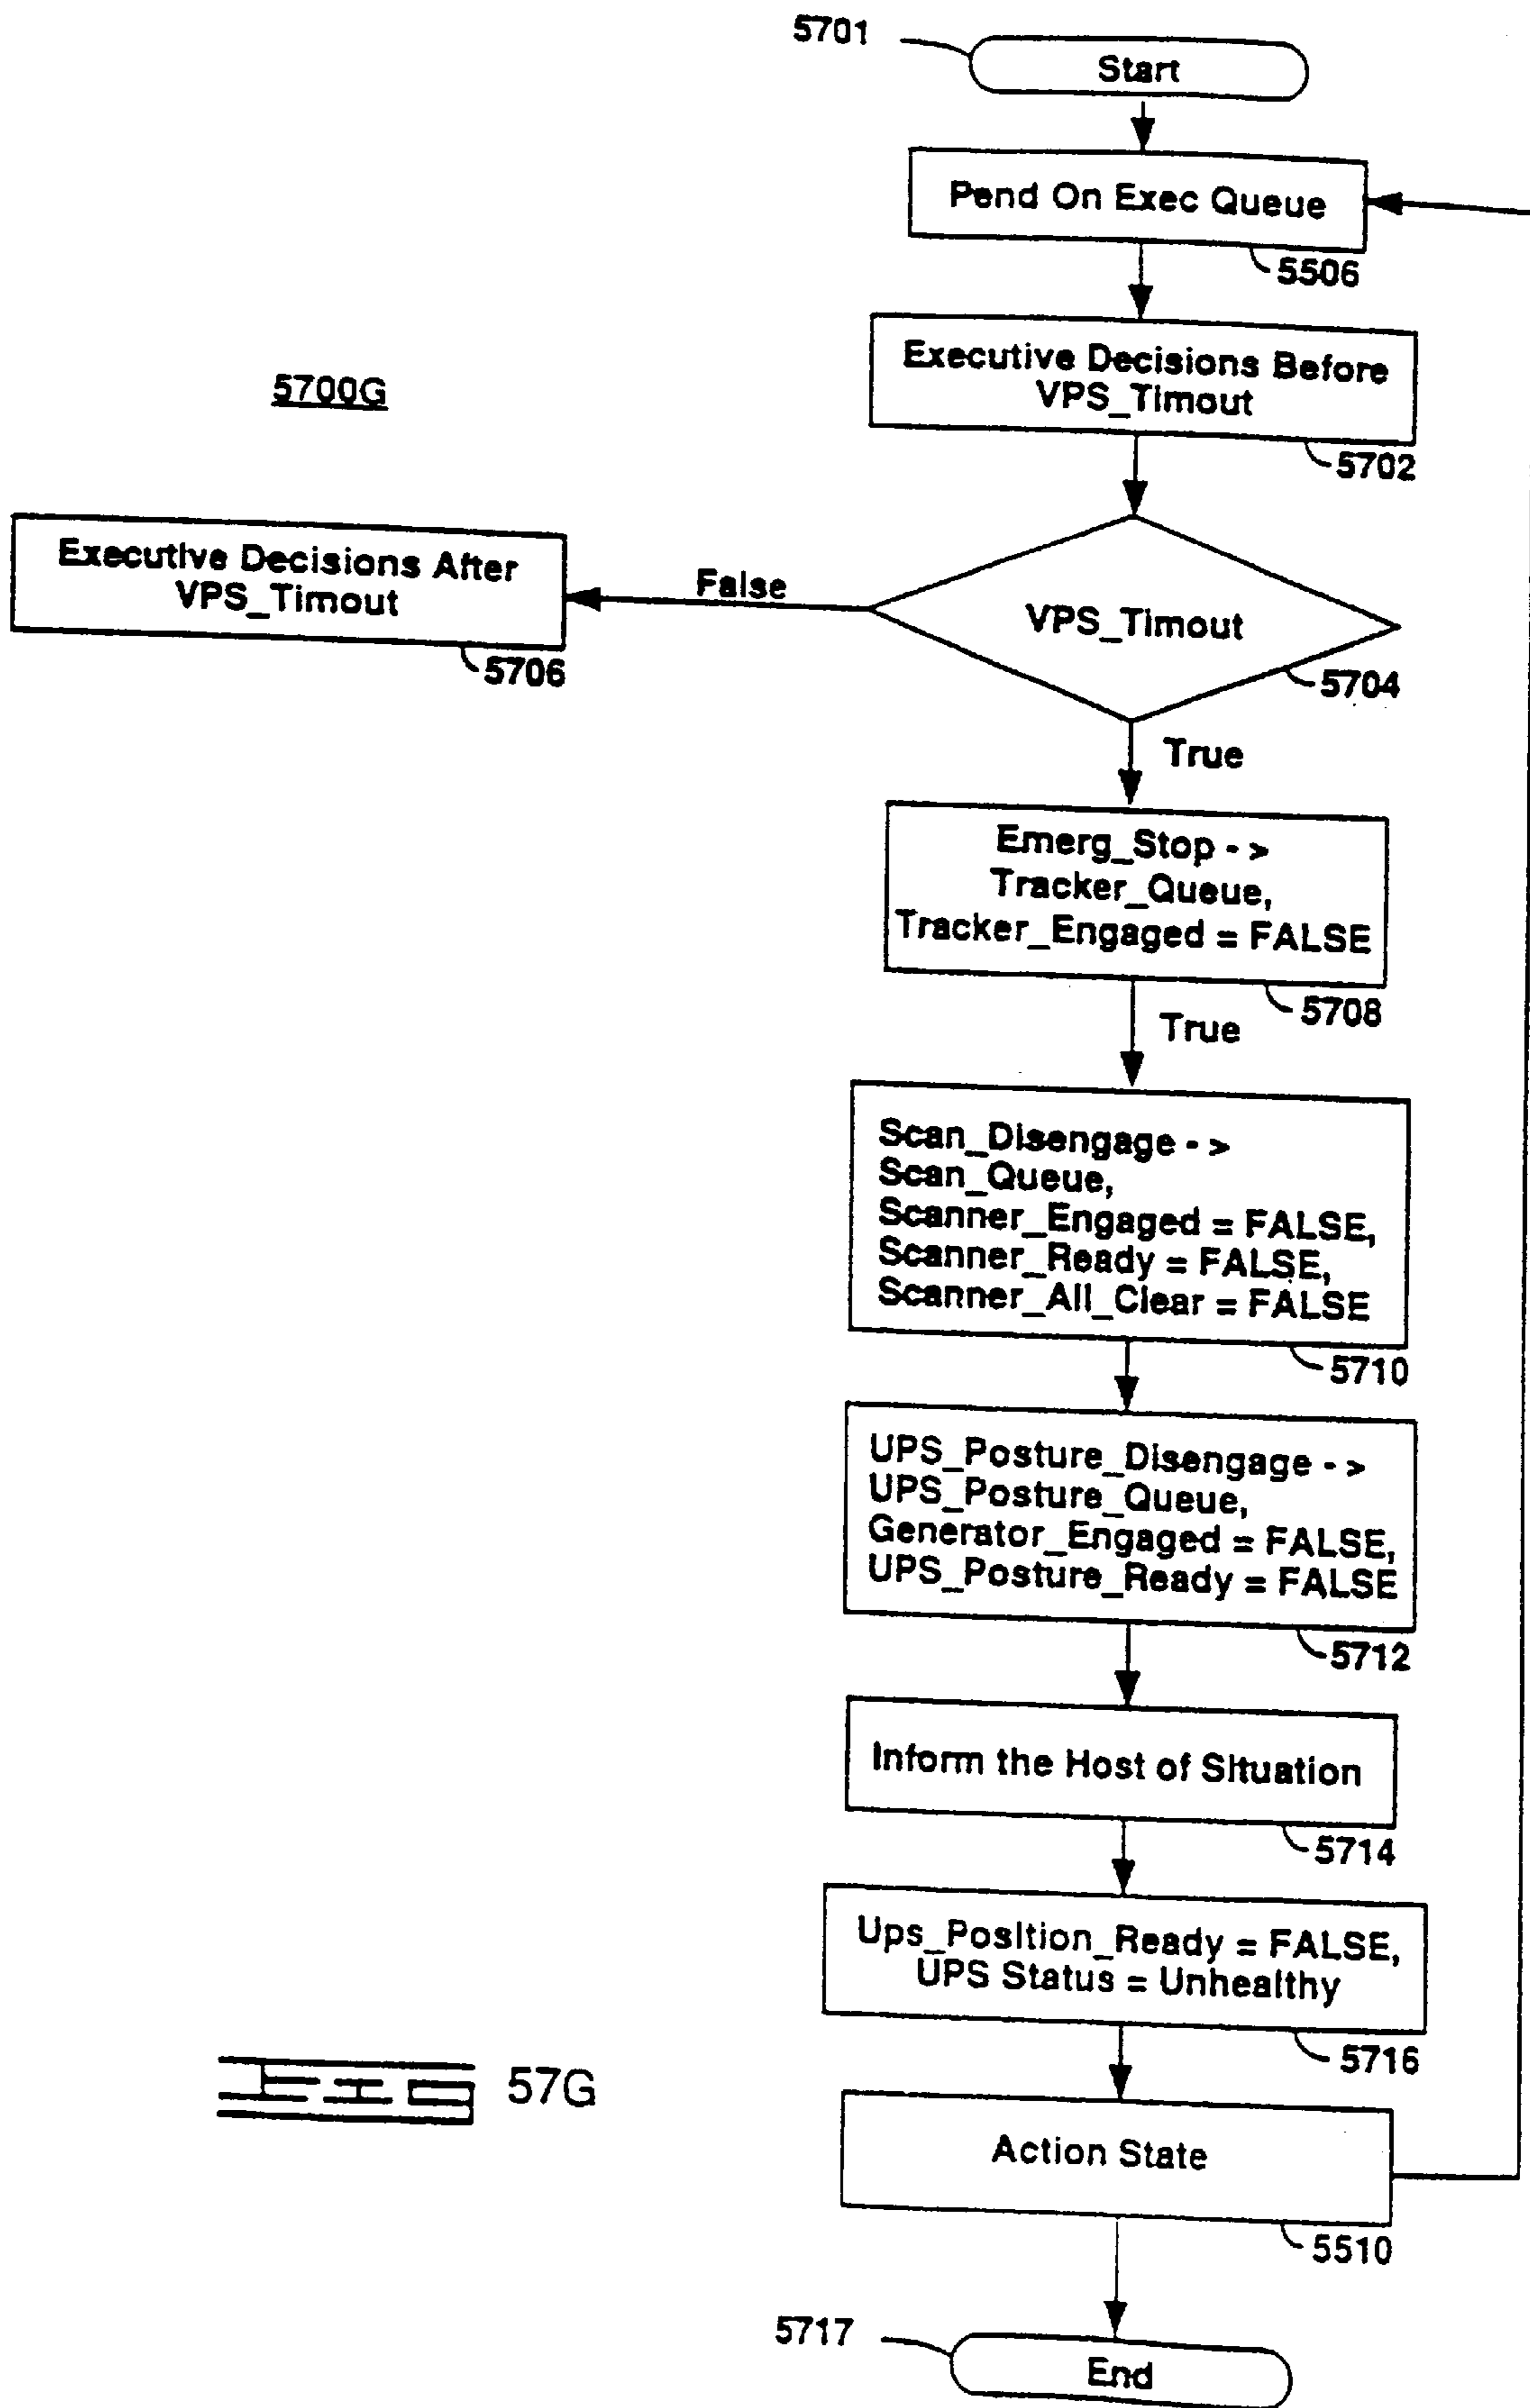 5701
Start
Pend On Exec Queue
5506
Executive Decisions Before
VPS_Timout
5702
5700G
Executive Decisions After
VPS_Timout
5706
False
VPS_Timout
5704
True
Emerg_Stop - >
Tracker_Queue,
Tracker_Engaged = FALSE
5708
True
Scan_Disengage - >
Scan_Queue,
Scanner_Engaged = FALSE,
Scanner_Ready = FALSE,
Scanner_All_Clear = FALSE
5710
UPS_Posture_Disengage - >
UPS_Posture_Queue,
Generator_Engaged = FALSE,
UPS_Posture_Ready = FALSE
5712
Inform the Host of Situation
5714
Ups_Position_Ready = FALSE,
UPS Status = Unhealthy
5716
FIG 57G
Action State
5510
5717
End